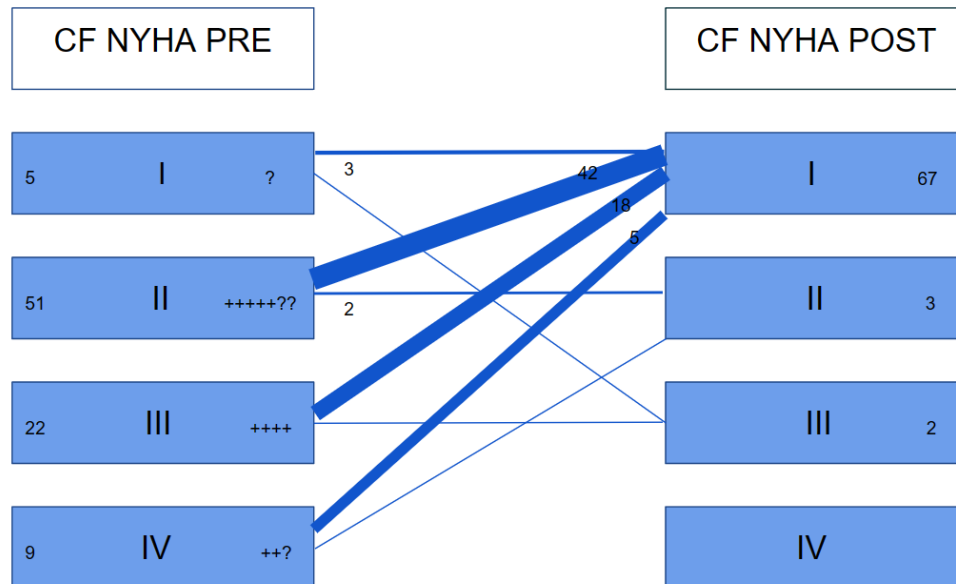 CF NYHA PRE
CF NYHA POST
5 I ?
3
42
I 67
18
5
51 II +++++??
2
II 3
22 III ++++
III 2
9 IV ++?
IV